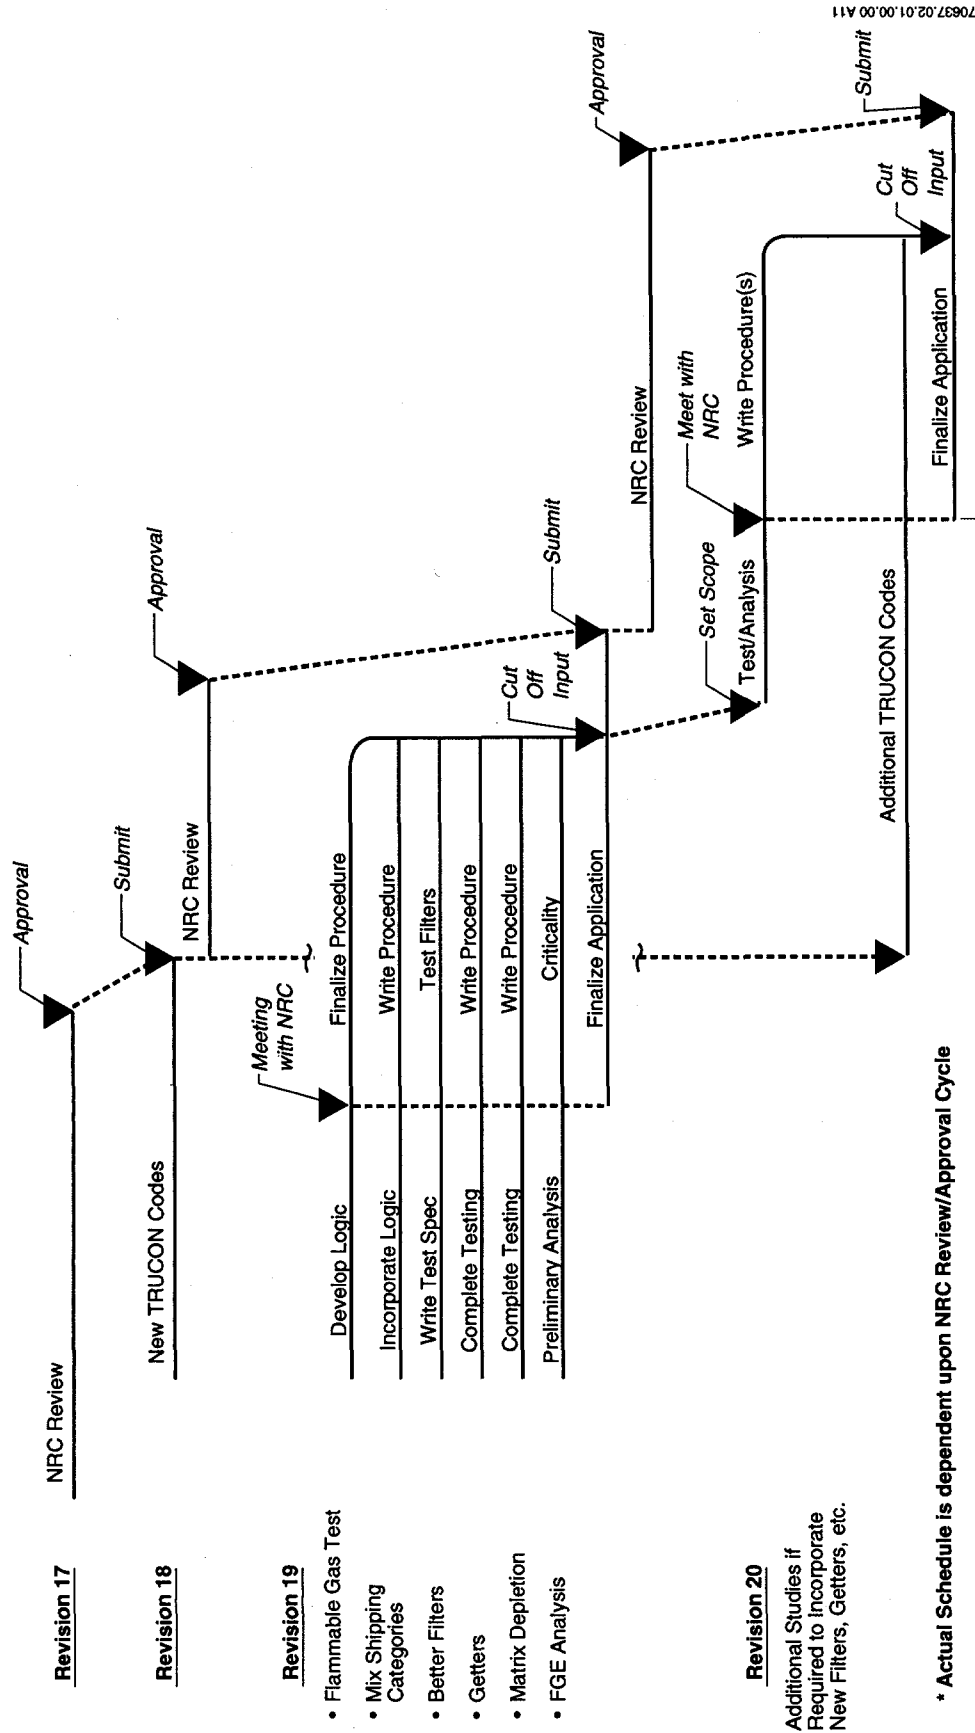 Revision 17
NRC Review
Approval
Revision 18
New TRUCON Codes
Submit
NRC Review
Approval
Revision 19
• Flammable Gas Test
Develop Logic
Meeting
with NRC
Finalize Procedure
• Mix Shipping
Categories
Incorporate Logic
Write Procedure
• Better Filters
Write Test Spec
Test Filters
• Getters
Complete Testing
Write Procedure
• Matrix Depletion
Complete Testing
Write Procedure
• FGE Analysis
Preliminary Analysis
Criticality
Cut
Off
Input
Submit
Finalize Application
NRC Review
Approval
Revision 20
Additional Studies if
Required to Incorporate
New Filters, Getters, etc.
Set Scope
Test/Analysis
Meet with
NRC
Write Procedure(s)
Additional TRUCON Codes
Cut
Off
Input
Submit
Finalize Application
* Actual Schedule is dependent upon NRC Review/Approval Cycle
70637.02.01.00.00 A11